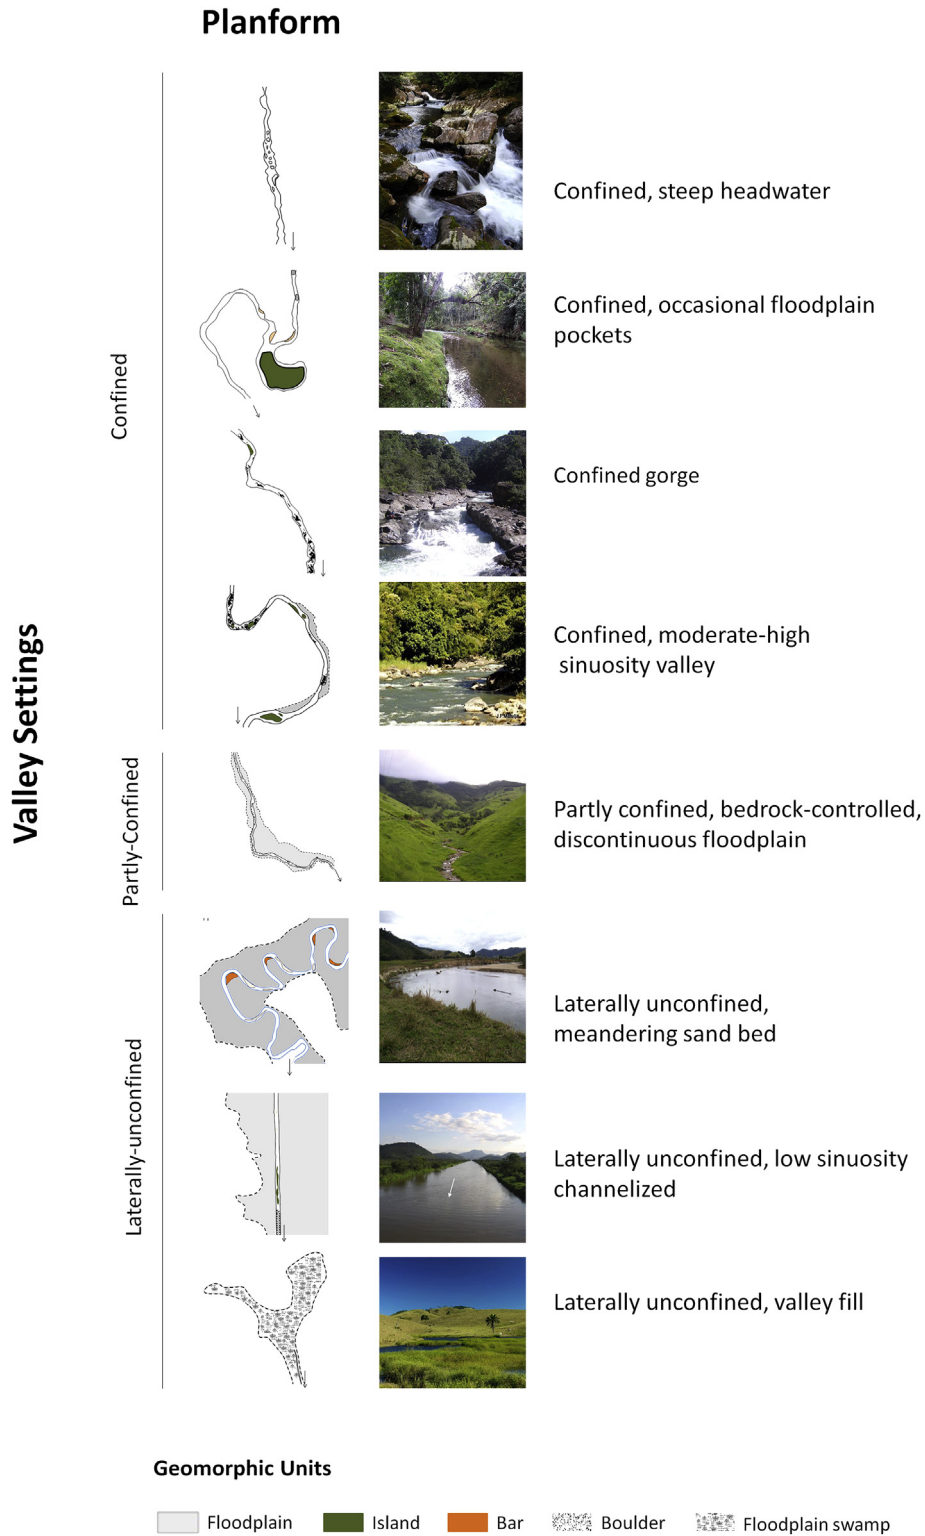 Planform
Valley Settings
Confined
Confined, steep headwater
Confined, occasional floodplain
pockets
Confined gorge
Confined, moderate-high
sinuosity valley
Partly-Confined
Partly confined, bedrock-controlled,
discontinuous floodplain
Laterally-unconfined
Laterally unconfined,
meandering sand bed
Laterally unconfined, low sinuosity
channelized
Laterally unconfined, valley fill
Geomorphic Units
Floodplain
Island
Bar
Boulder
Floodplain swamp